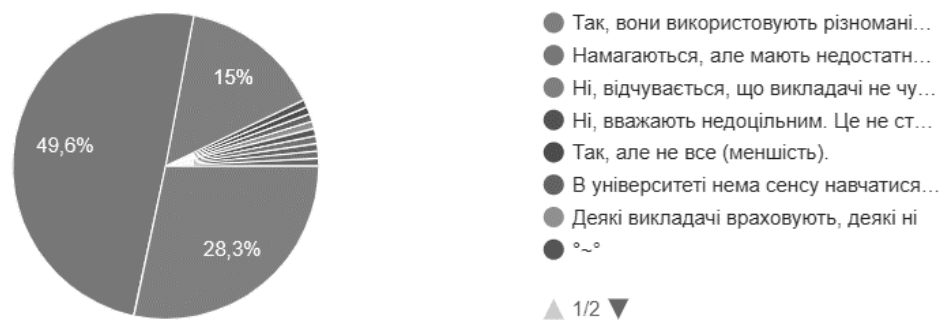 15%
49,6%
28,3%
Так, вони використовують різномані...
Намагаються, але мають недостатн...
Ні, відчувається, що викладачі не чу...
Ні, вважають недоцільним. Це не ст...
Так, але не все (меншість).
В університеті нема сенсу навчатися...
Деякі викладачі враховують, деякі ні
°~°
1/2